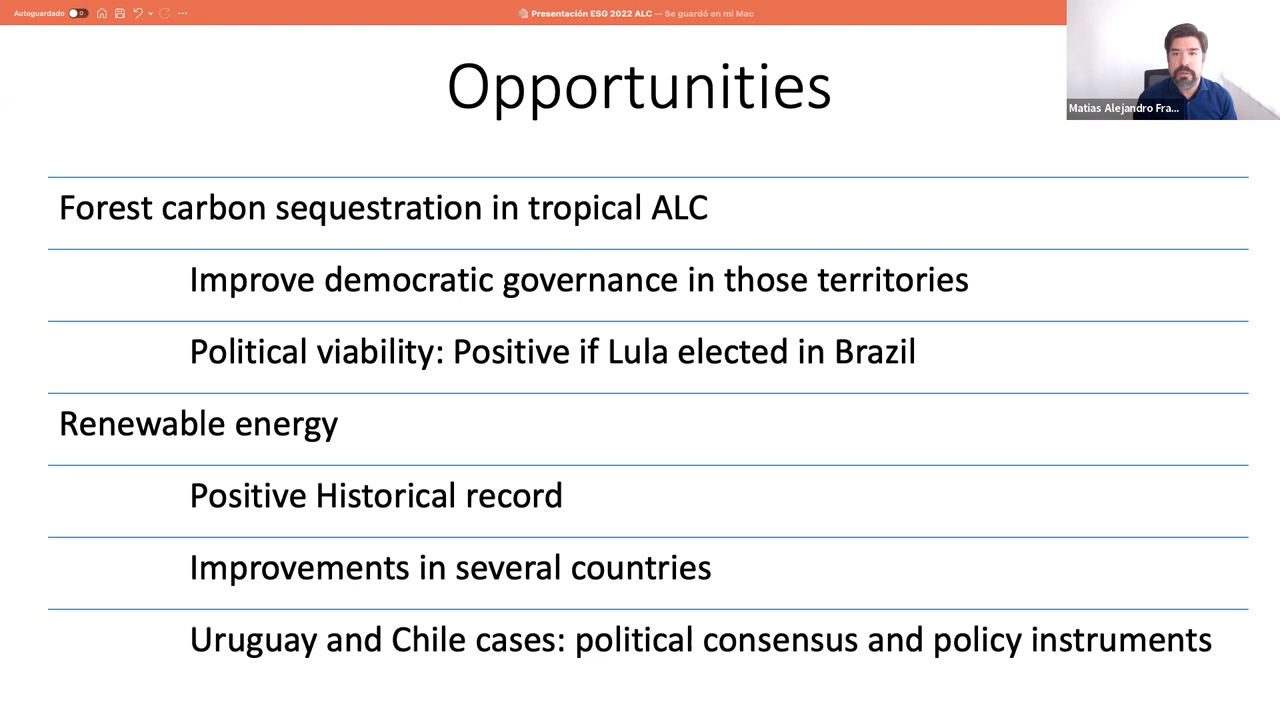 Autoguardado
Presentación ESG 2022 ALC — Se guardó en mi Mac
Matias Alejandro Fra...
Opportunities
Forest carbon sequestration in tropical ALC
Improve democratic governance in those territories
Political viability: Positive if Lula elected in Brazil
Renewable energy
Positive Historical record
Improvements in several countries
Uruguay and Chile cases: political consensus and policy instruments